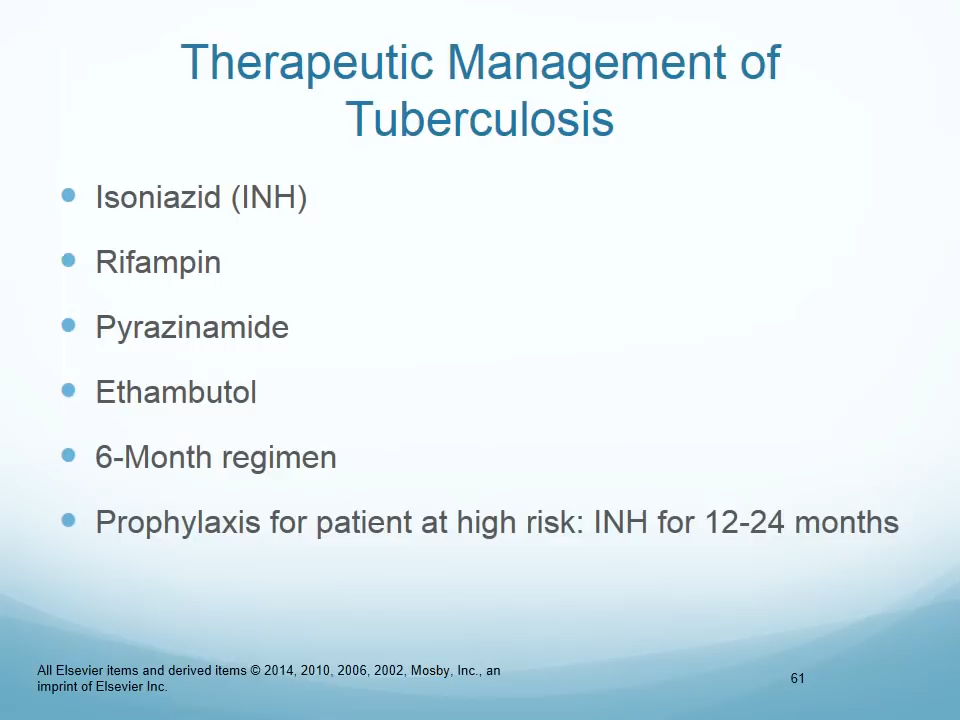 Therapeutic Management of
Tuberculosis
Isoniazid (INH)
Rifampin
Pyrazinamide
Ethambutol
6-Month regimen
Prophylaxis for patient at high risk: INH for 12-24 months
All Elsevier items and derived items © 2014, 2010, 2006, 2002, Mosby, Inc., an
imprint of Elsevier Inc.
61